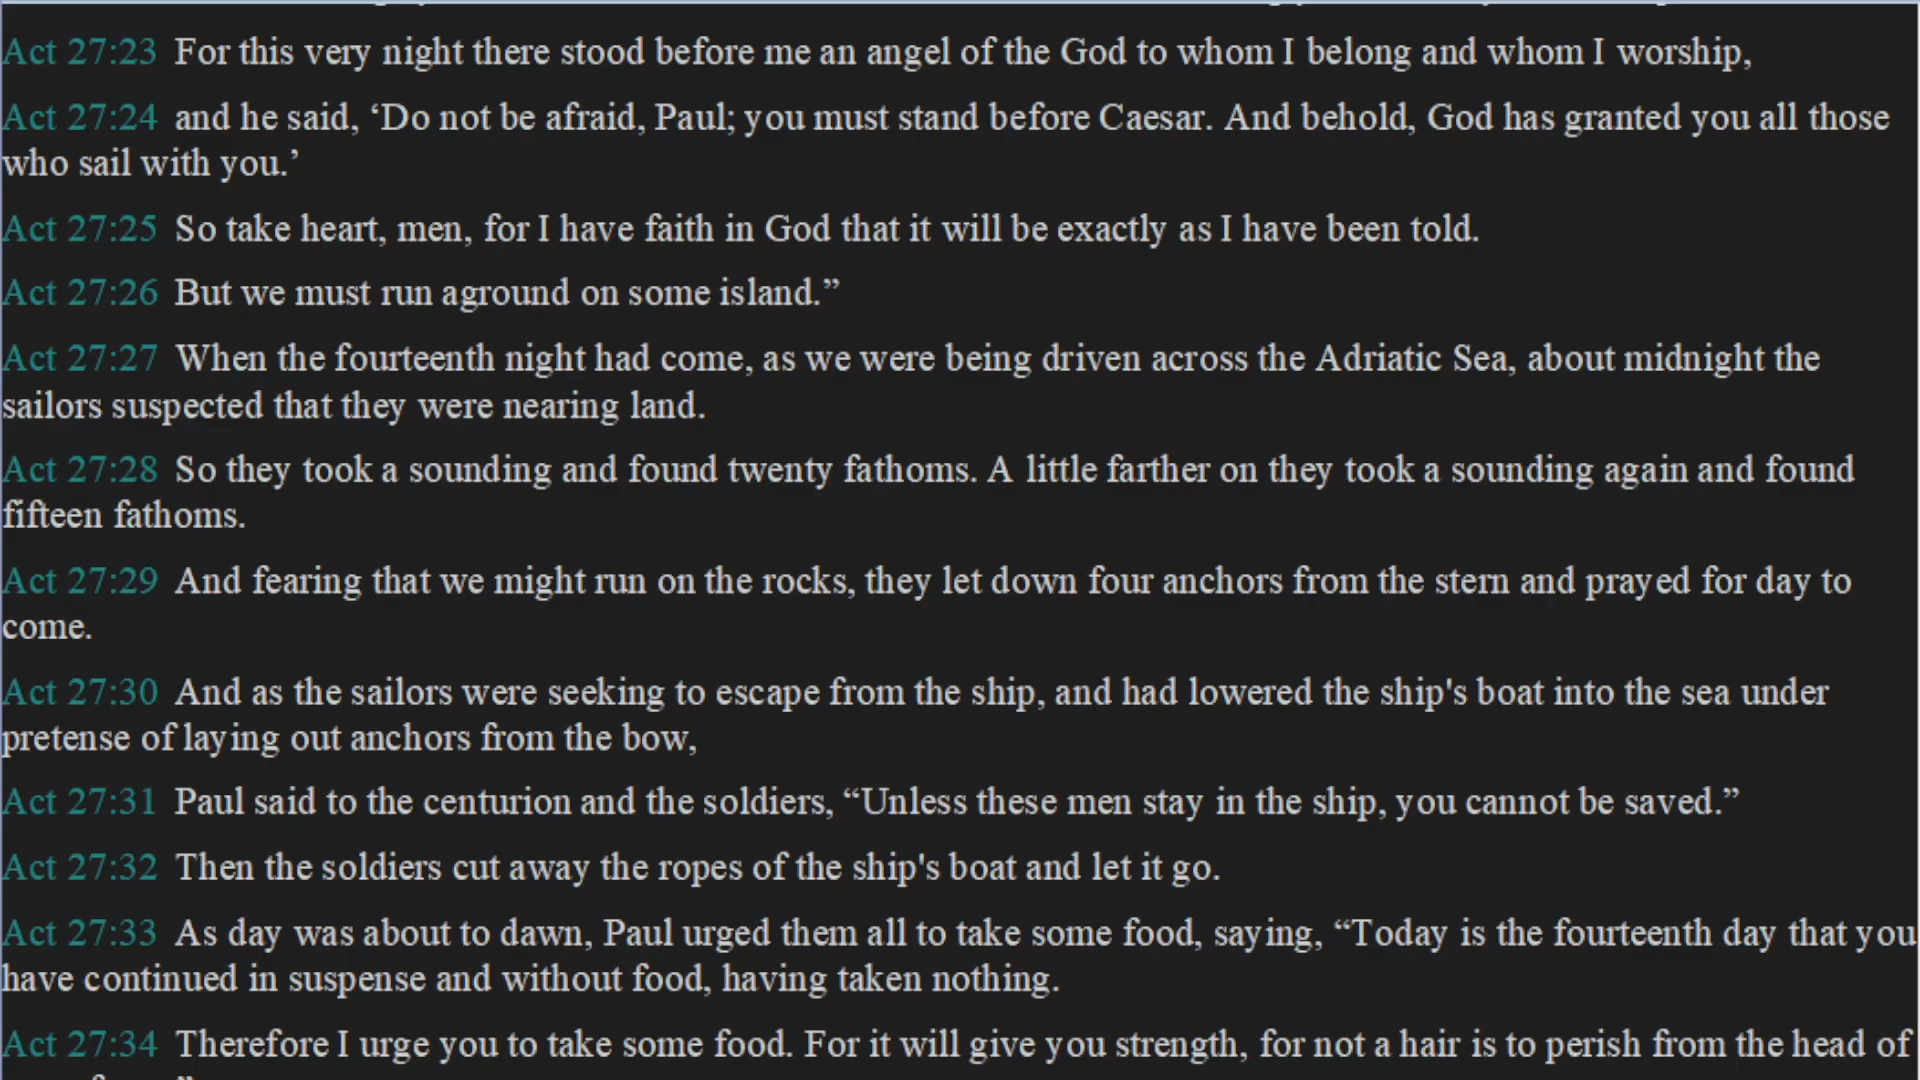 Act 27:23 For this very night there stood before me an angel of the God to whom I belong and whom I worship,
Act 27:24 and he said, ‘Do not be afraid, Paul; you must stand before Caesar. And behold, God has granted you all those
who sail with you.’
Act 27:25 So take heart, men, for I have faith in God that it will be exactly as I have been told.
Act 27:26 But we must run aground on some island.”
Act 27:27 When the fourteenth night had come, as we were being driven across the Adriatic Sea, about midnight the
sailors suspected that they were nearing land.
Act 27:28 So they took a sounding and found twenty fathoms. A little farther on they took a sounding again and found
fifteen fathoms.
Act 27:29 And fearing that we might run on the rocks, they let down four anchors from the stern and prayed for day to
come.
Act 27:30 And as the sailors were seeking to escape from the ship, and had lowered the ship's boat into the sea under
pretense of laying out anchors from the bow,
Act 27:31 Paul said to the centurion and the soldiers, “Unless these men stay in the ship, you cannot be saved.”
Act 27:32 Then the soldiers cut away the ropes of the ship's boat and let it go.
Act 27:33 As day was about to dawn, Paul urged them all to take some food, saying, “Today is the fourteenth day that you
have continued in suspense and without food, having taken nothing.
Act 27:34 Therefore I urge you to take some food. For it will give you strength, for not a hair is to perish from the head of